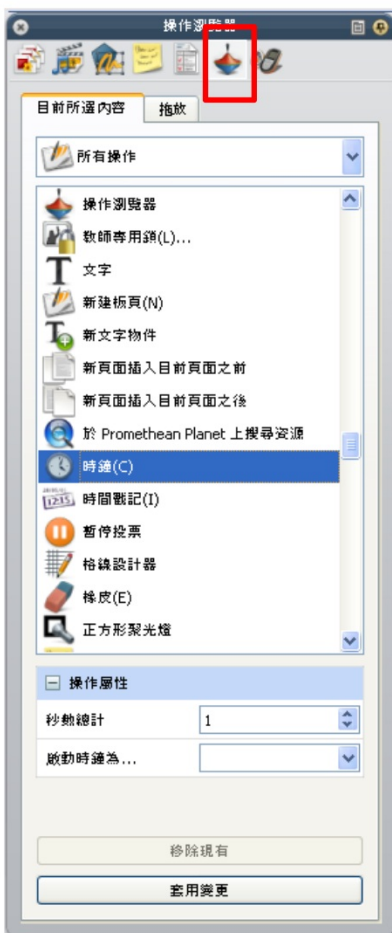 操作瀏覽器
目前所選內容
拖放
所有操作
操作瀏覽器
教師專用鎖(L)...
文字
新建板頁(N)
新文字物件
新頁面插入目前頁面之前
新頁面插入目前頁面之後
於 Promethean Planet 上搜尋資源
時鐘(C)
12:15 時間戳記(I)
暫停投票
格線設計器
橡皮(E)
正方形聚光燈
操作屬性
秒數總計 1
啟動時鐘為...
移除現有
套用變更